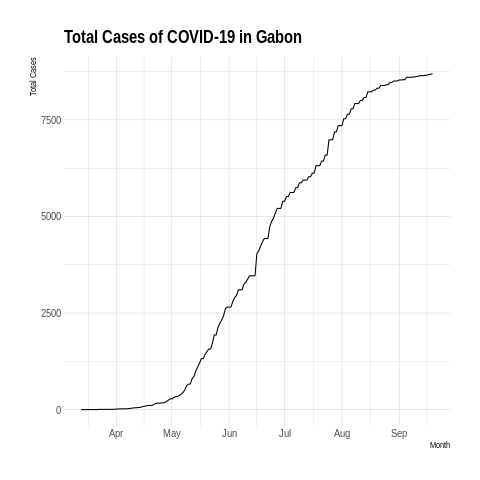 Total Cases of COVID-19 in Gabon
Total Cases
7500
5000
2500
0
Apr May Jun Jul Aug Sep
Month